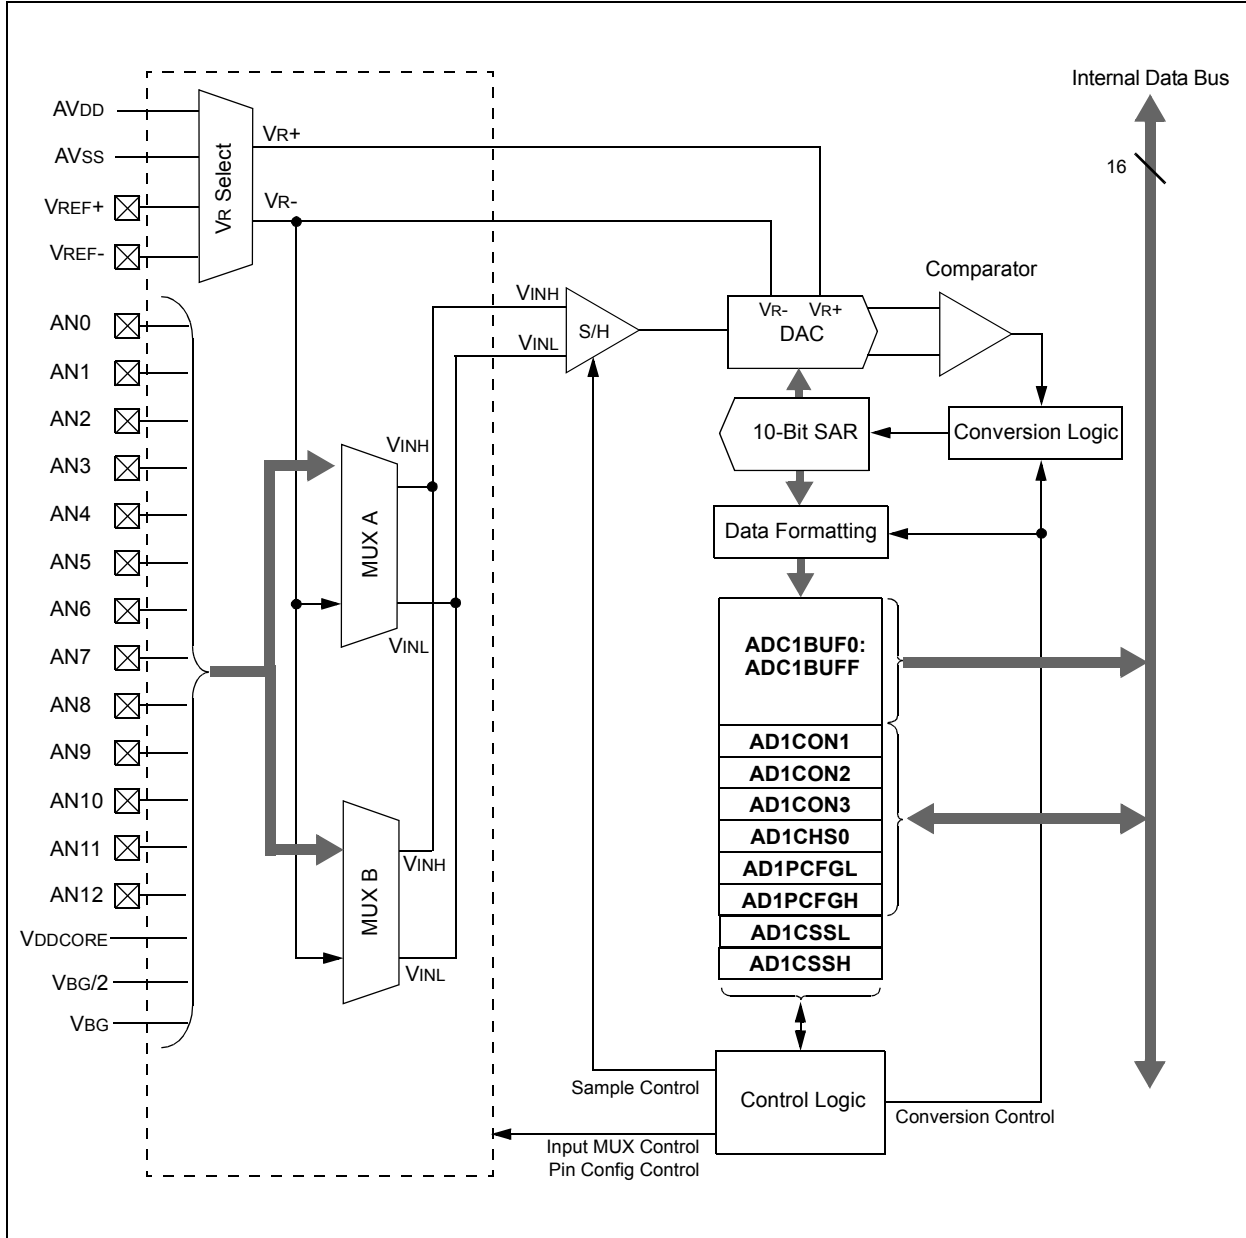 Internal Data Bus
16
AVDD
AVSS
VREF+
VREF-
VR Select
VR+
VR-
AN0
AN1
AN2
AN3
AN4
AN5
AN6
AN7
AN8
AN9
AN10
AN11
AN12
VDDCORE
VBG/2
VBG
VINH
MUX A
VINL
VINH
MUX B
VINL
VINH
VINL
S/H
VR- VR+
DAC
Comparator
10-Bit SAR
Conversion Logic
Data Formatting
ADC1BUF0:
ADC1BUFF
AD1CON1
AD1CON2
AD1CON3
AD1CHS0
AD1PCFGL
AD1PCFGH
AD1CSSL
AD1CSSH
Control Logic
Sample Control
Input MUX Control
Pin Config Control
Conversion Control